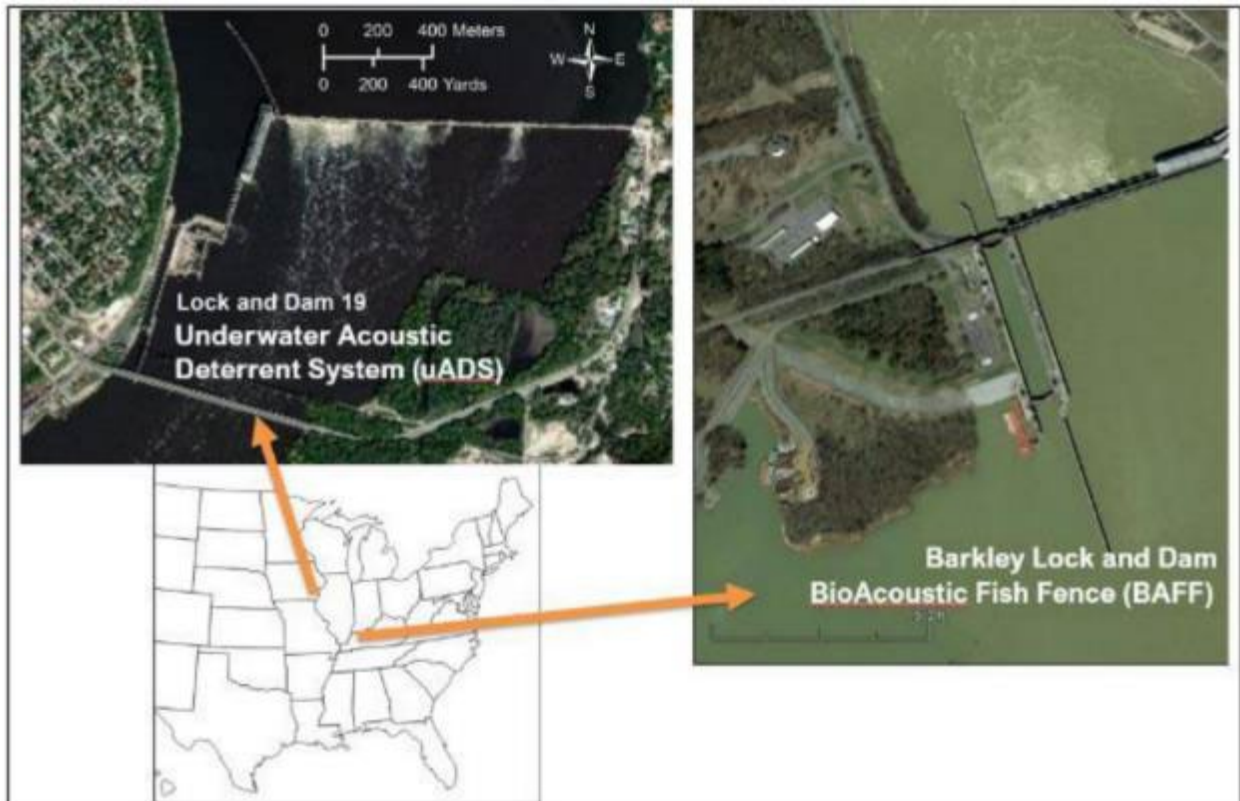 0 200 400 Meters
0 200 400 Yards
N
W E
S
Lock and Dam 19
Underwater Acoustic
Deterrent System (uADS)
Barkley Lock and Dam
BioAcoustic Fish Fence (BAFF)